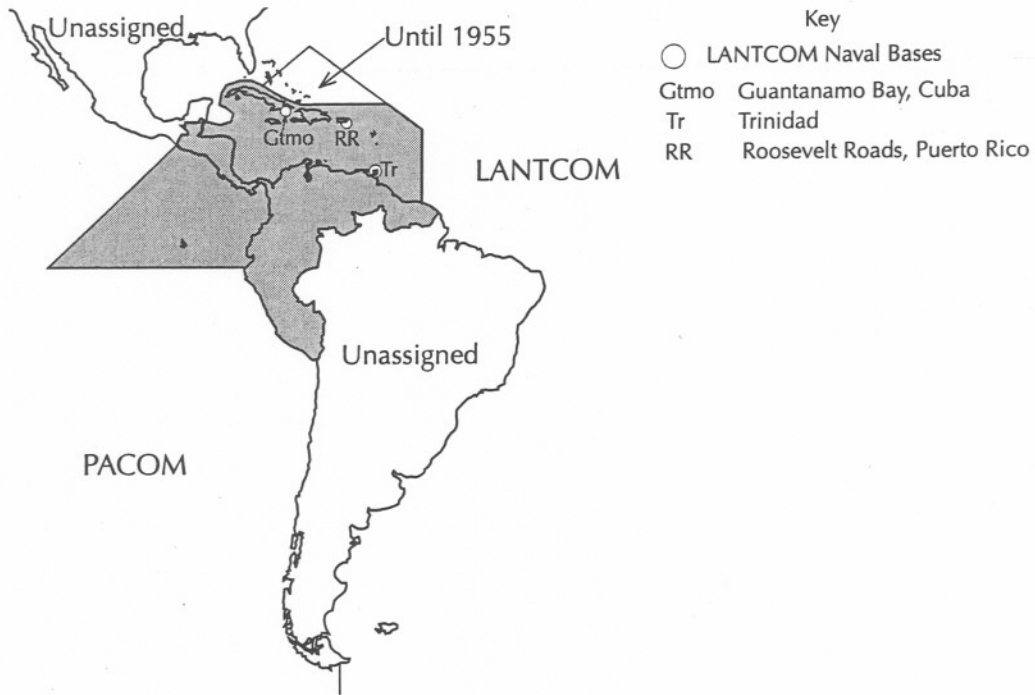 Unassigned
Until 1955
Gtmo
RR
Tr
LANTCOM
Unassigned
PACOM
Key
LANTCOM Naval Bases
Gtmo Guantanamo Bay, Cuba
Tr Trinidad
RR Roosevelt Roads, Puerto Rico